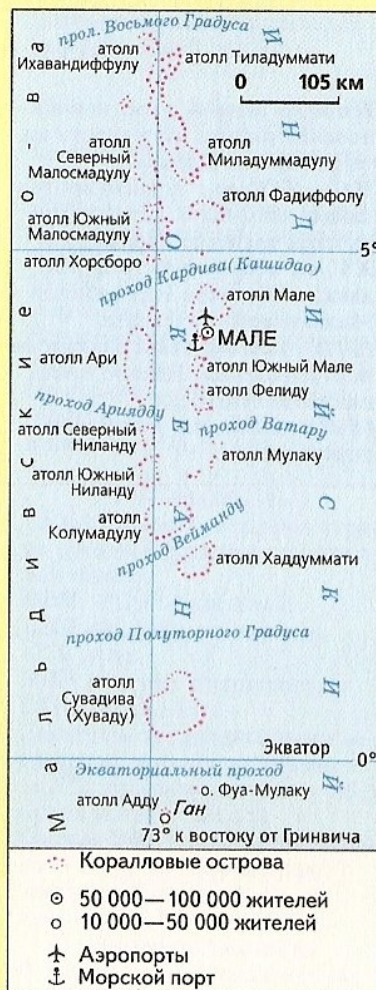 прол. Восьмого Градуса
атолл
Ихавандиффулу
атолл Тиладуммати
0 105 км
атолл
Северный
Малосмадулу
атолл
Миладуммадулу
атолл Фадиффолу
атолл
Южный
Малосмадулу
5°
атолл Хорсборо
проход Кардива (Кашидао)
атолл Мале
МАЛЕ
атолл Ари
атолл Южный Мале
атолл Фелиду
проход Ариадду
проход Ватару
атолл Северный
Ниланду
атолл Мулаку
атолл Южный
Ниланду
атолл
Колумадулу
проход Вейманду
атолл Хаддуммати
проход Полуторного Градуса
атолл
Сувадива
(Хуваду)
Экватор
0°
Экваториальный проход
о. Фуа-Мулаку
атолл Адду
Ган
73° к востоку от Гринвича
Мальдивские о-ва
ИНДИЙСКИЙ
ОКЕАН
Коралловые острова
50 000—100 000 жителей
10 000—50 000 жителей
Аэропорты
Морской порт